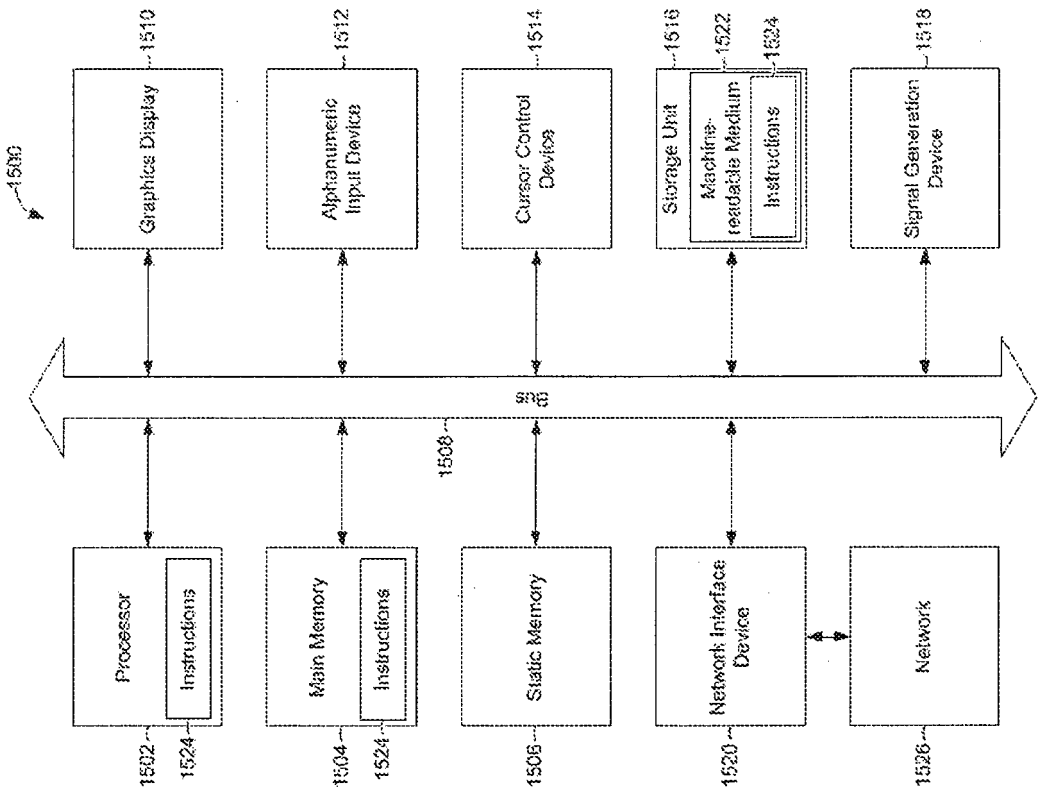 1500
Processor
Instructions
1502
1524
Main Memory
Instructions
1504
1524
Static Memory
1506
Network Interface
Device
1520
Network
1526
Bus
1508
Graphics Display
1510
Alphanumeric
Input Device
1512
Cursor Control
Device
1514
Storage Unit
Machine-
readable Medium
Instructions
1516
1522
1524
Signal Generation
Device
1518